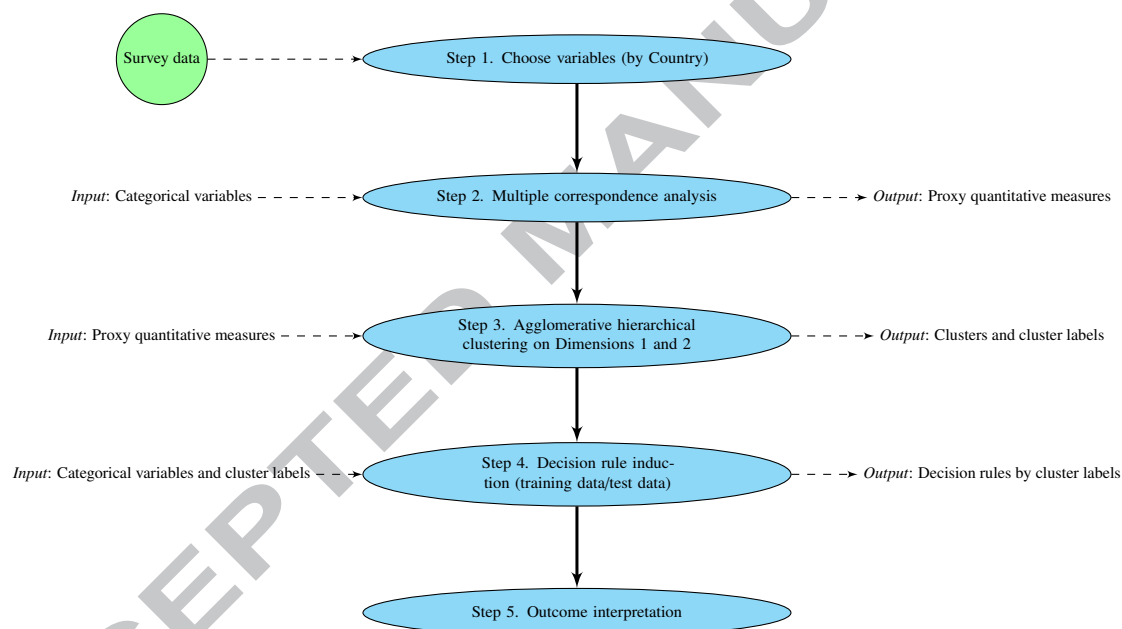 Survey data
Step 1. Choose variables (by Country)
Input: Categorical variables
Step 2. Multiple correspondence analysis
Output: Proxy quantitative measures
Input: Proxy quantitative measures
Step 3. Agglomerative hierarchical
clustering on Dimensions 1 and 2
Output: Clusters and cluster labels
Input: Categorical variables and cluster labels
Step 4. Decision rule induc-
tion (training data/test data)
Output: Decision rules by cluster labels
Step 5. Outcome interpretation
EPTED MANU